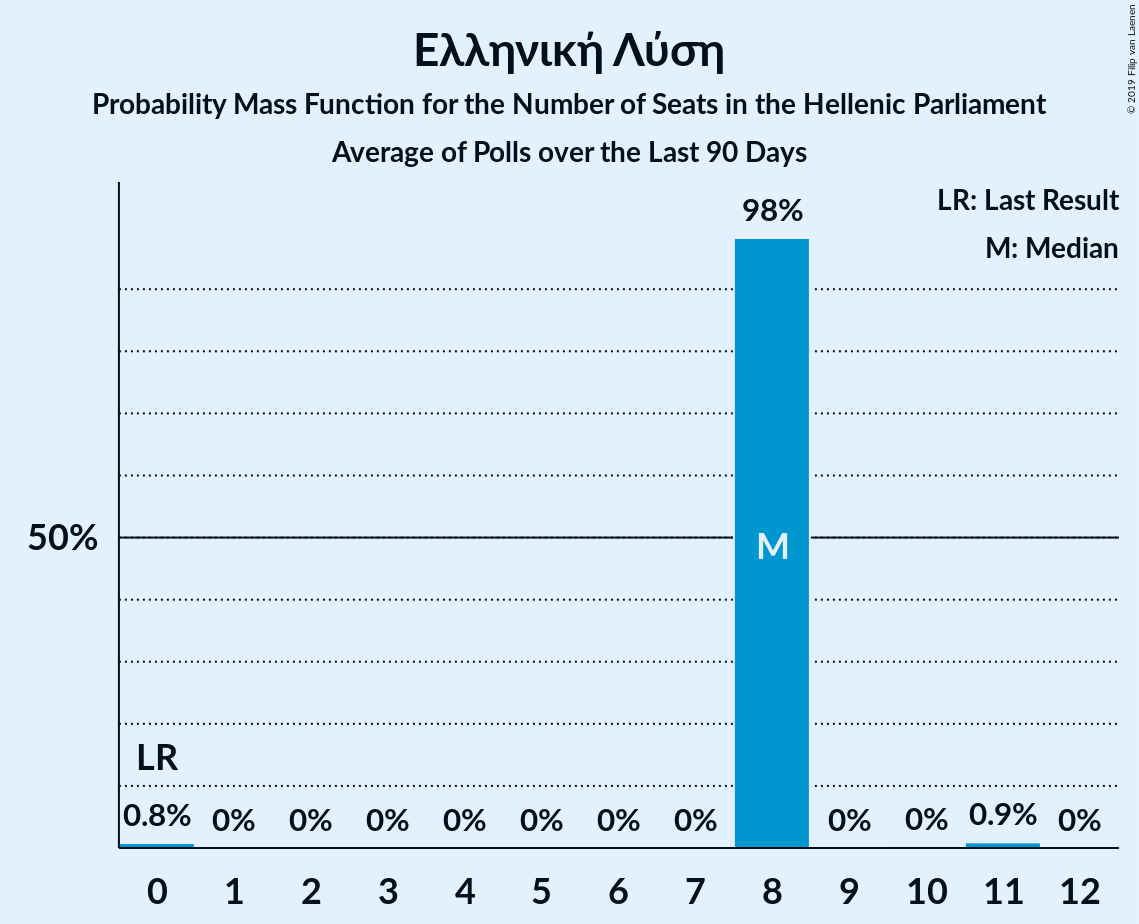 Ελληνική Λύση
Probability Mass Function for the Number of Seats in the Hellenic Parliament
Average of Polls over the Last 90 Days
© 2019 Filip van Laenen
LR: Last Result
M: Median
98%
50%
M
LR
0.8% 0% 0% 0% 0% 0% 0% 0% 0% 0% 0.9% 0%
0 1 2 3 4 5 6 7 8 9 10 11 12